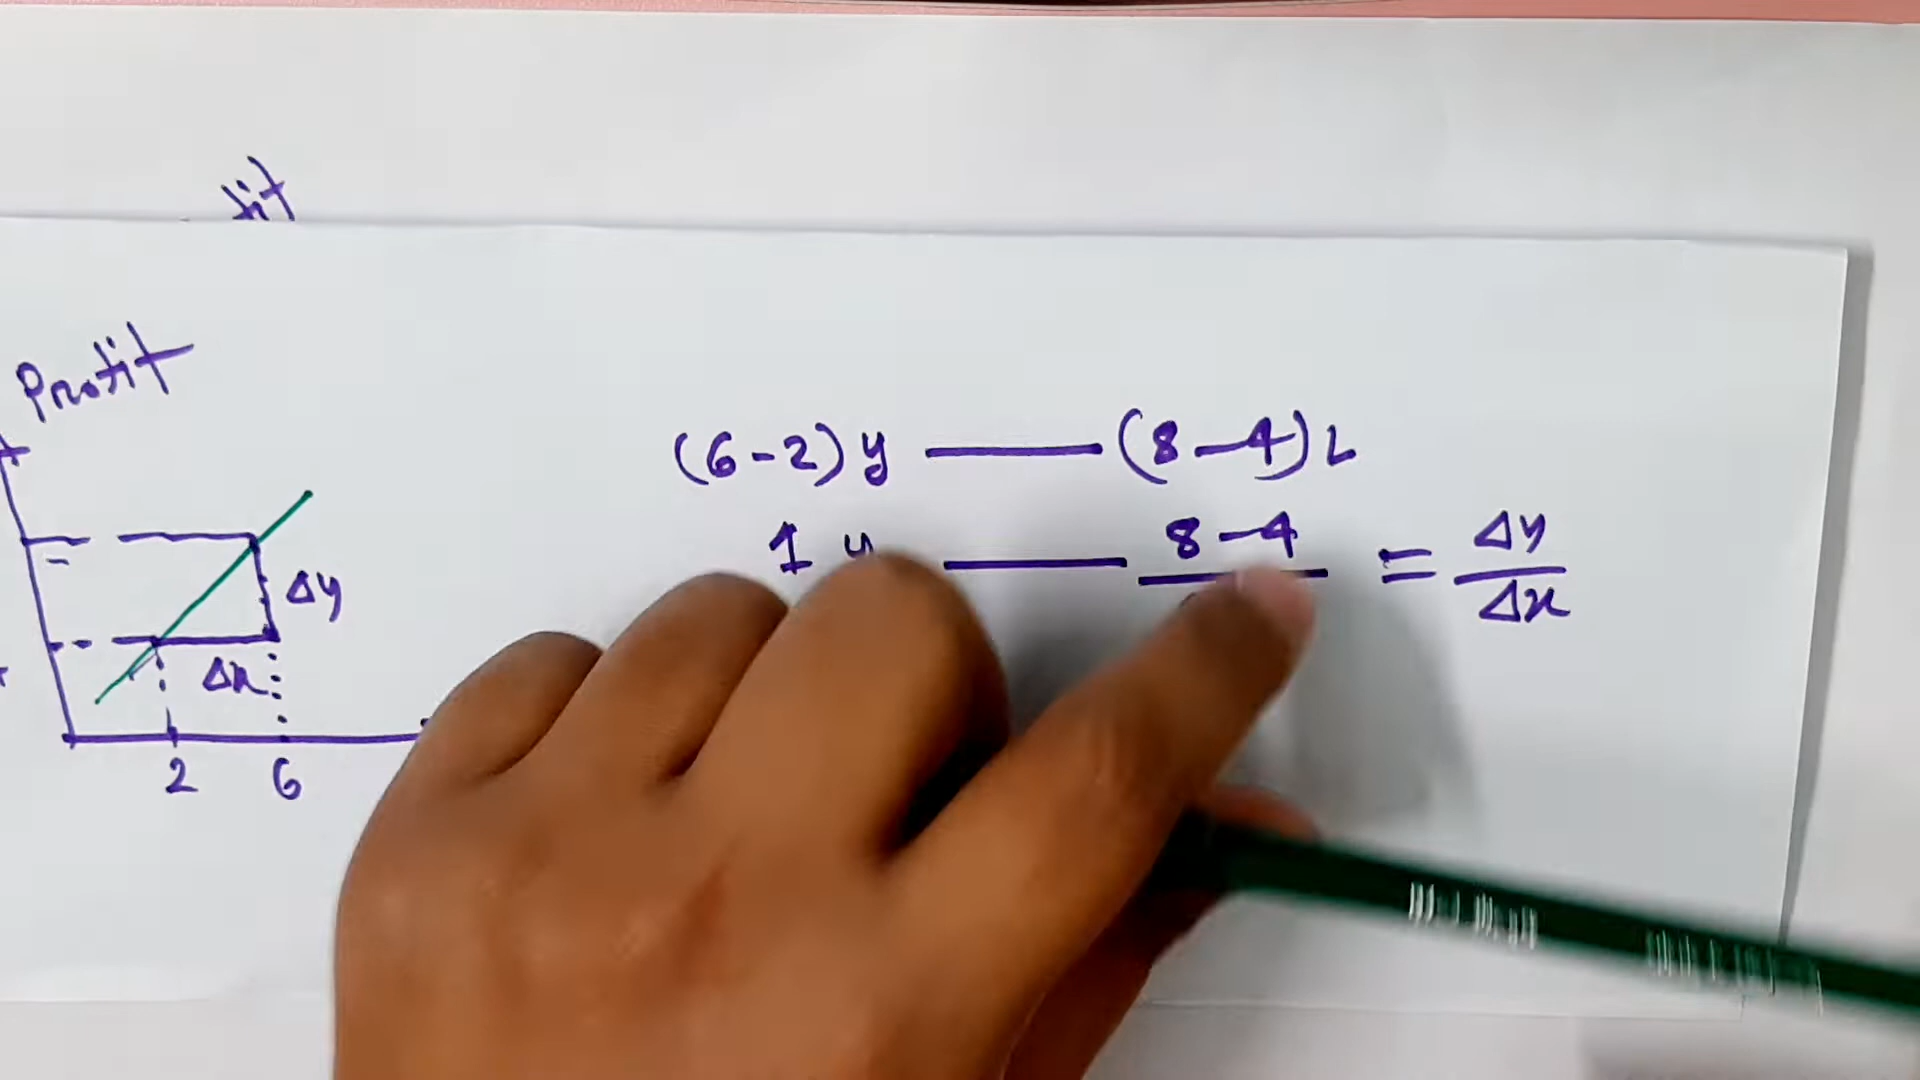 Profit
(6-2) y —— (8-4) L
1 y —— 8-4 = Δy
Δx
Δy
Δx
2 6